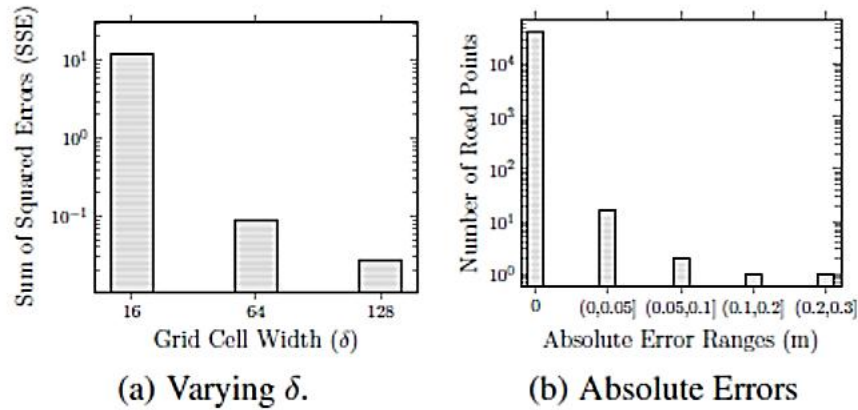 Sum of Squared Errors (SSE)
10^1
10^0
10^-1
16
64
128
Grid Cell Width (δ)
(a) Varying δ.
Number of Road Points
10^4
10^3
10^2
10^1
10^0
0
(0,0.05]
(0.05,0.1]
(0.1,0.2]
(0.2,0.3]
Absolute Error Ranges (m)
(b) Absolute Errors